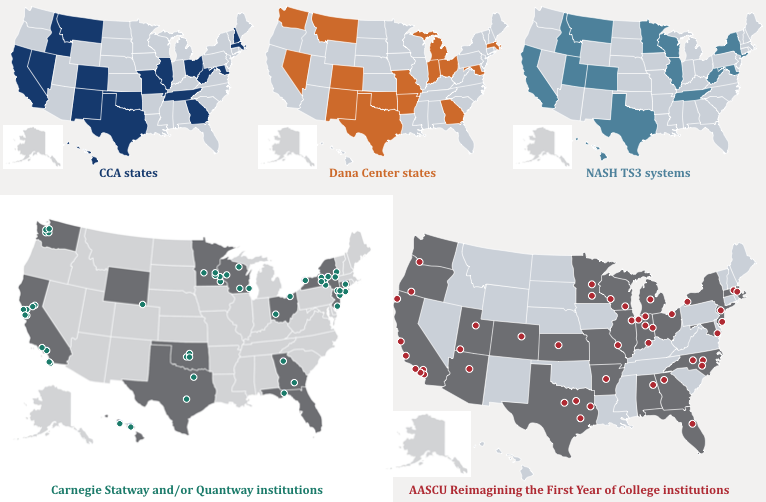 CCA states
Dana Center states
NASH TS3 systems
Carnegie Statway and/or Quantway institutions
AASCU Reimagining the First Year of College institutions